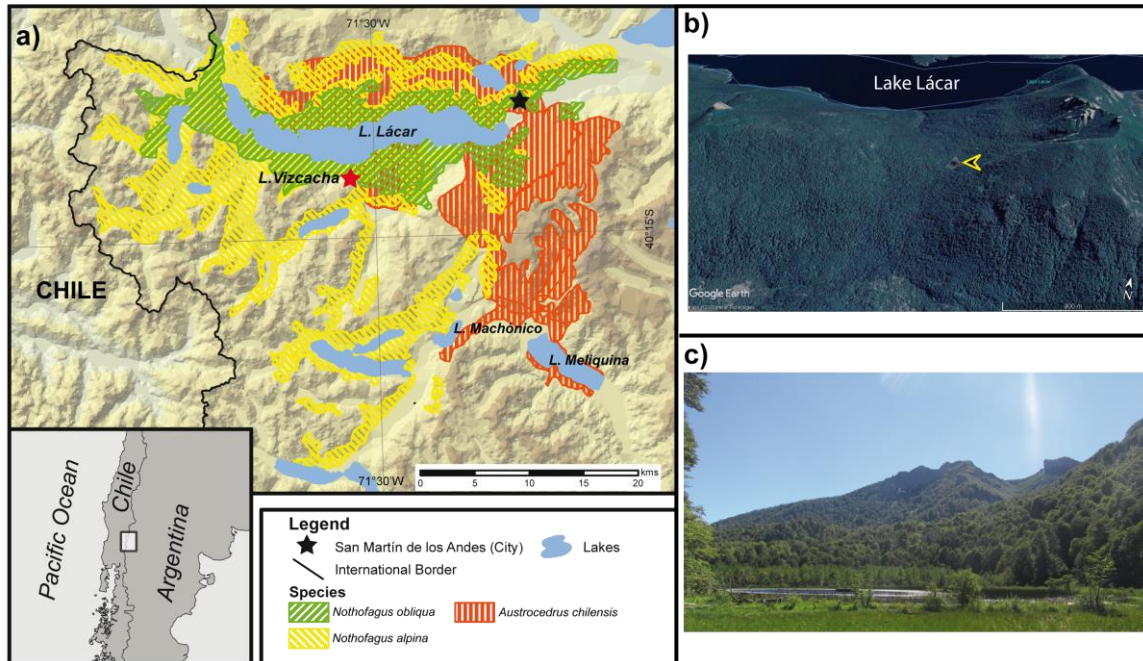 a)
71°30'W
L. Lácar
L.Vizcacha
40°15'S
CHILE
L. Machónico
L. Meliquina
71°30'W
kms
0 5 10 15 20
Pacific Ocean
Chile
Argentina
Legend
San Martín de los Andes (City)
Lakes
International Border
Species
Nothofagus obliqua
Austrocedrus chilensis
Nothofagus alpina
b)
Lake Lácar
Google Earth
N
c)